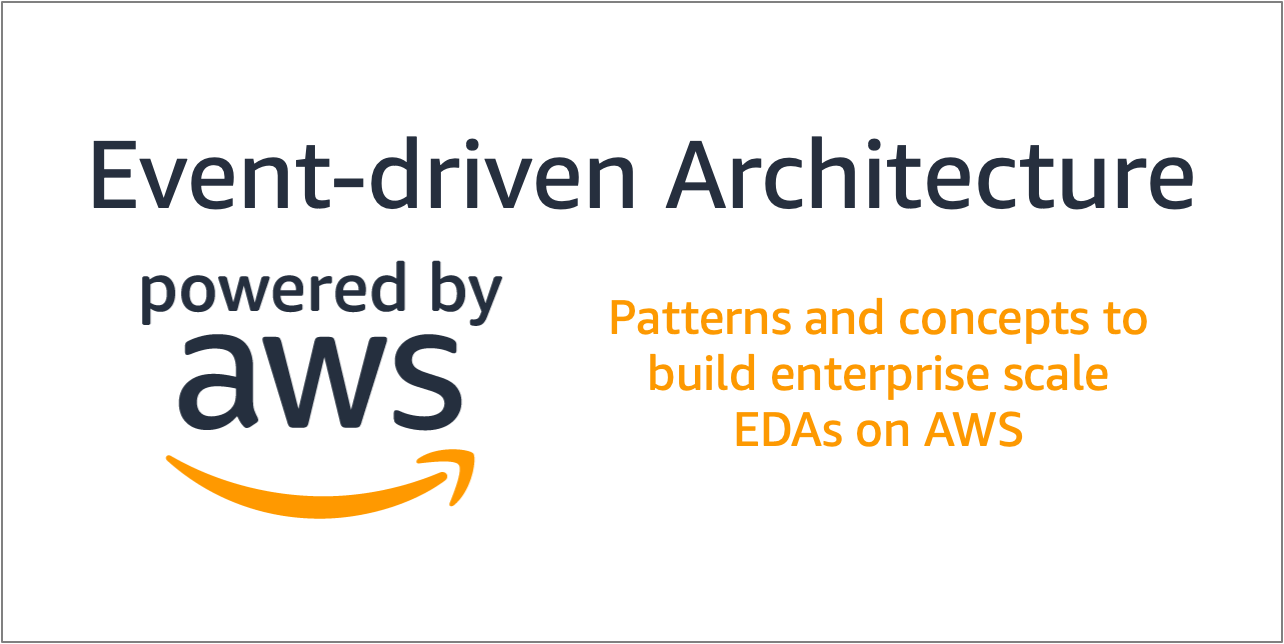 Event-driven Architecture
powered by
aws
Patterns and concepts to
build enterprise scale
EDAs on AWS